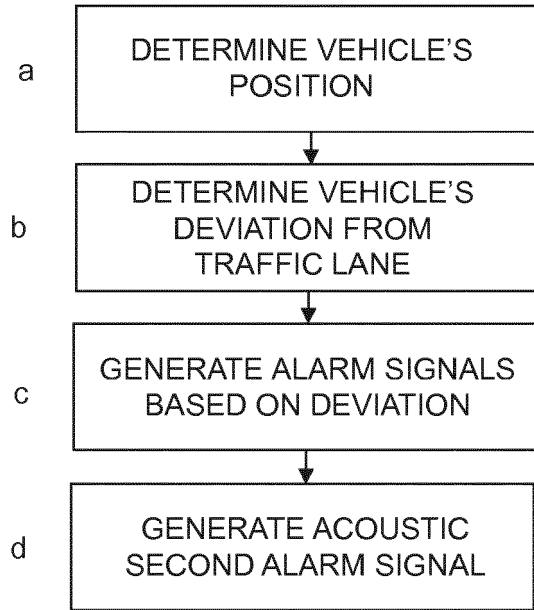 a
DETERMINE VEHICLE'S
POSITION
b
DETERMINE VEHICLE'S
DEVIATION FROM
TRAFFIC LANE
c
GENERATE ALARM SIGNALS
BASED ON DEVIATION
d
GENERATE ACOUSTIC
SECOND ALARM SIGNAL